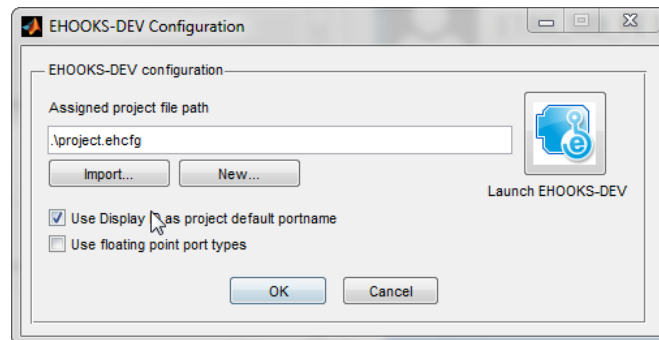 EHOOKS-DEV Configuration
EHOOKS-DEV configuration
Assigned project file path
.\project.ehcfg
Import...
New...
Launch EHOOKS-DEV
Use Display as project default portname
Use floating point port types
OK
Cancel